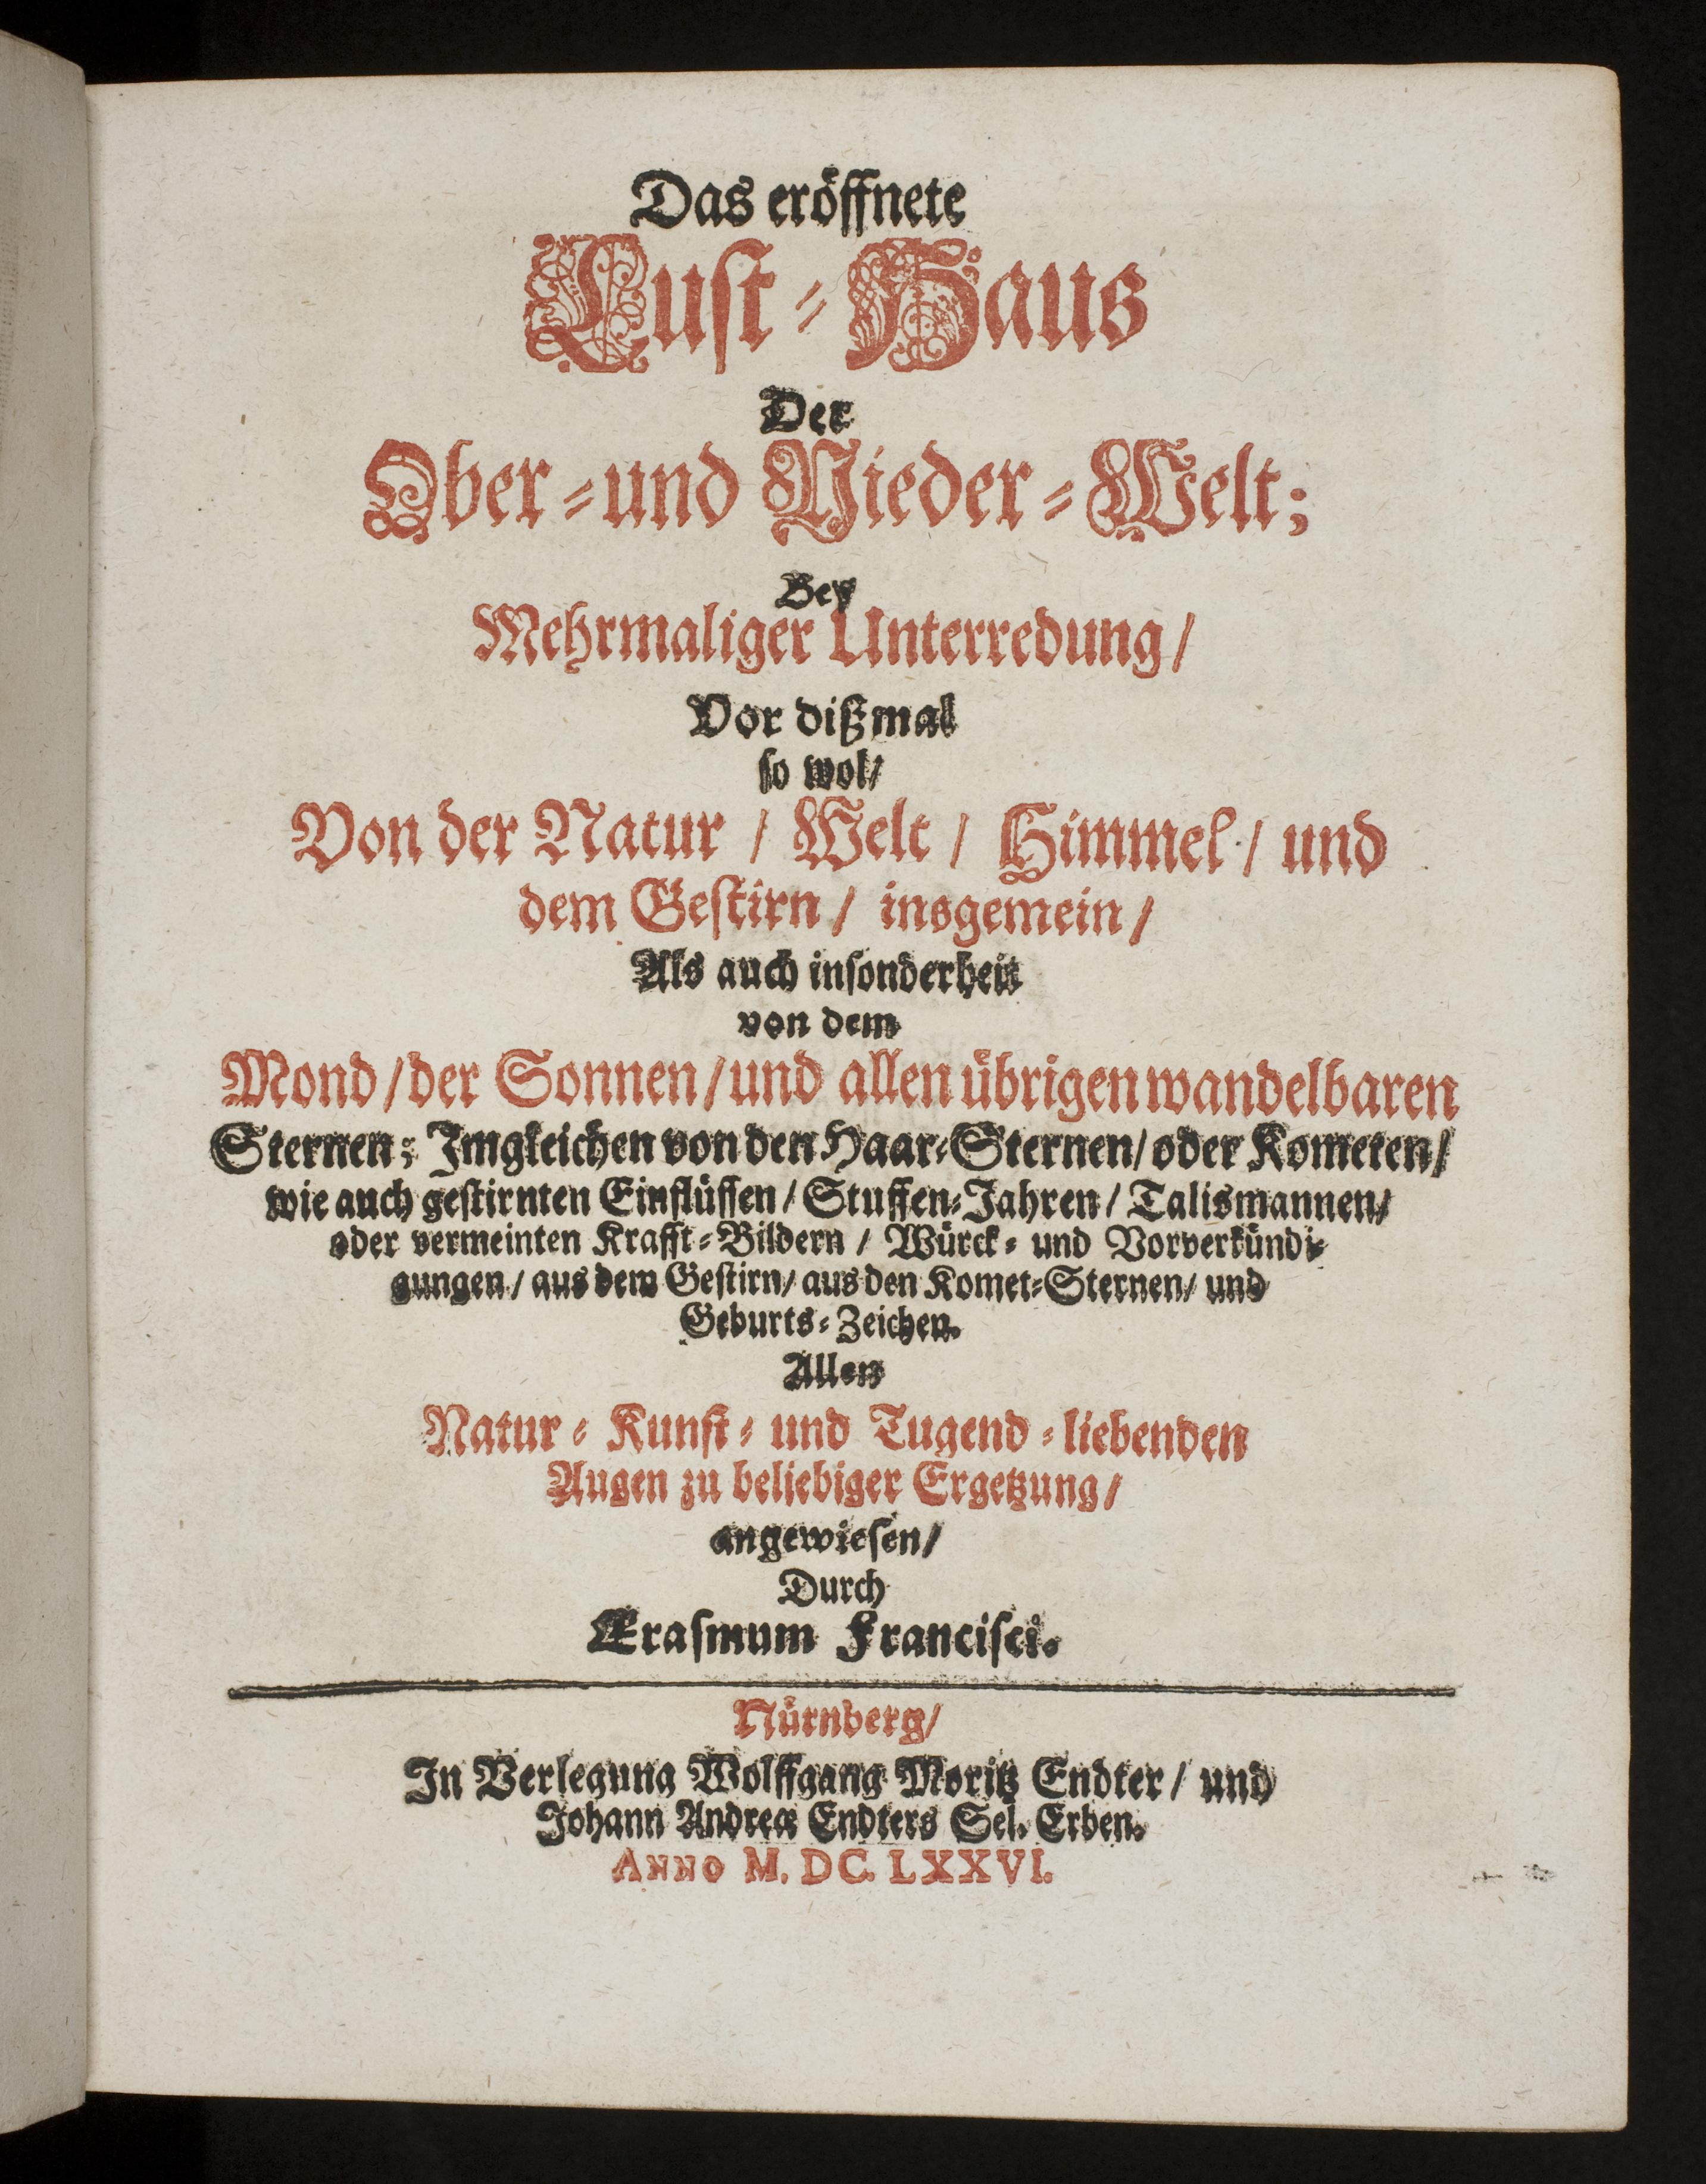 Das eröffnete
Lust-Haus
Der
Ober-und Nieder-Welt;
Bey
Mehrmaliger Unterredung/
Vor dißmal
so wol/
Von der Natur / Welt / Himmel / und
dem Gestirn / insgemein /
Als auch insonderheit
von dem
Mond/der Sonnen/und allen übrigen wandelbaren
Sternen; Imgleichen von den Haar-Sternen/ oder Kometen/
wie auch gestirnten Einflüssen / Stuffen-Jahren / Talismannen/
oder vermeinten Krafft-Bildern / Würck- und Vorverkündi-
gungen / aus dem Gestirn/ aus den Komet-Sternen/ und
Geburts-Zeichen.
Allen
Natur- Kunst- und Tugend-liebenden
Augen zu beliebiger Ergetzung/
angewiesen/
Durch
Erasmum Francisci.
Nürnberg/
In Verlegung Wolffgang Moritz Endter / und
Johann Andreæ Endters Sel. Erben.
ANNO M. DC. LXXVI.